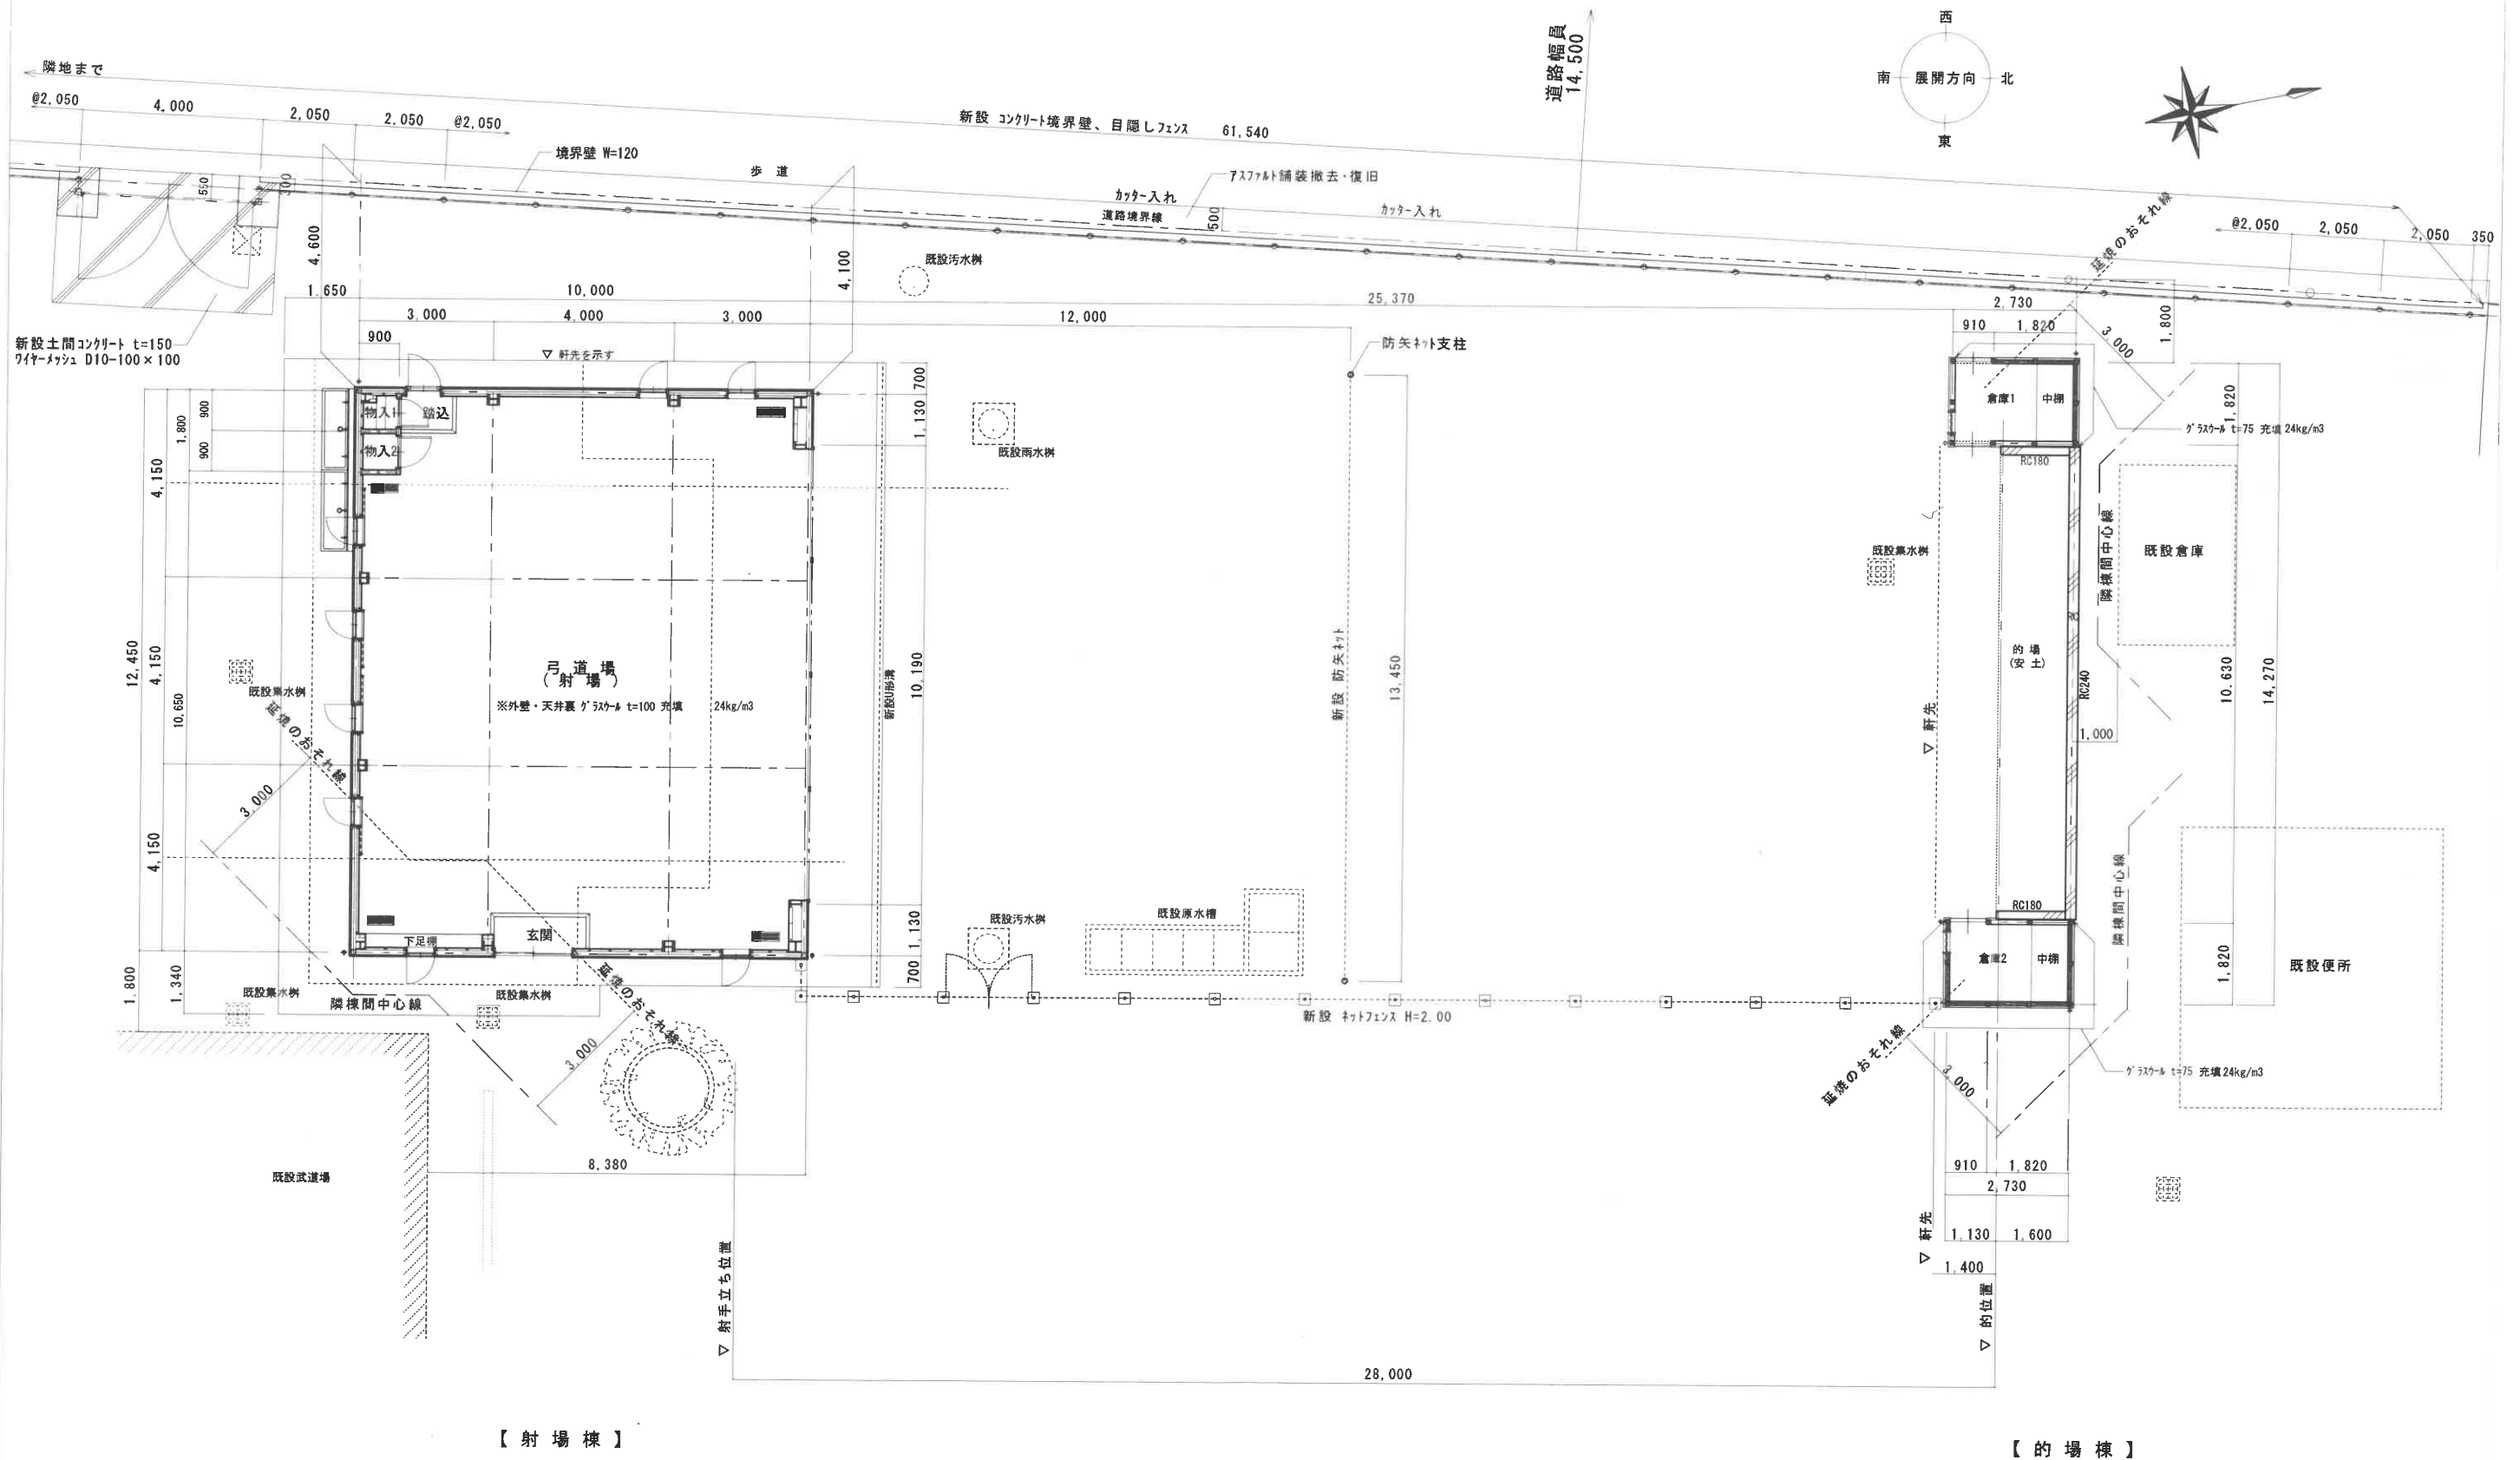 西
南 展開方向 北
東
道路幅員
14,500
隣地まで
@2,050
4,000
2,050
2,050
@2,050
新設 コンクリート境界壁、目隠しフェンス 61,540
境界壁 W=120
歩 道
カッター入れ
アスファルト舗装撤去・復旧
道路境界線
500
カッター入れ
延焼のおそれ線
@2,050
2,050
2,050
350
550
300
4,600
4,100
既設汚水桝
新設土間コンクリート t=150
ワイヤーメッシュ D10-100×100
1,650
10,000
25,370
2,730
3,000
4,000
3,000
12,000
910
1,820
3,000
1,800
900
▽ 軒先を示す
防矢ネット支柱
物入1
踏込
物入2
700
1,130
既設雨水桝
倉庫1
中棚
1,820
グラスウール t=75 充填 24kg/m3
RC180
900
900
1,800
4,150
12,450
4,150
10,650
4,150
既設集水桝
延焼のおそれ線
3,000
弓道場
(射場)
※外壁・天井裏 グラスウール t=100 充填 24kg/m3
新設U形溝
10,190
新設 防矢ネット
13,450
既設集水桝
▽ 軒先
的場
(安土)
RC240
隣棟間中心線
既設倉庫
1,000
10,630
14,270
隣棟間中心線
既設便所
1,820
下足棚
玄関
1,130
700
既設汚水桝
既設原水槽
RC180
倉庫2
中棚
1,800
1,340
既設集水桝
隣棟間中心線
既設集水桝
延焼のおそれ線
3,000
新設 ネットフェンス H=2.00
延焼のおそれ線
3,000
グラスウール t=75 充填24kg/m3
既設武道場
8,380
910
1,820
2,730
▽ 軒先
1,130
1,600
1,400
▽ 射手立ち位置
▽ 的位置
28,000
【 射 場 棟 】
【 的 場 棟 】